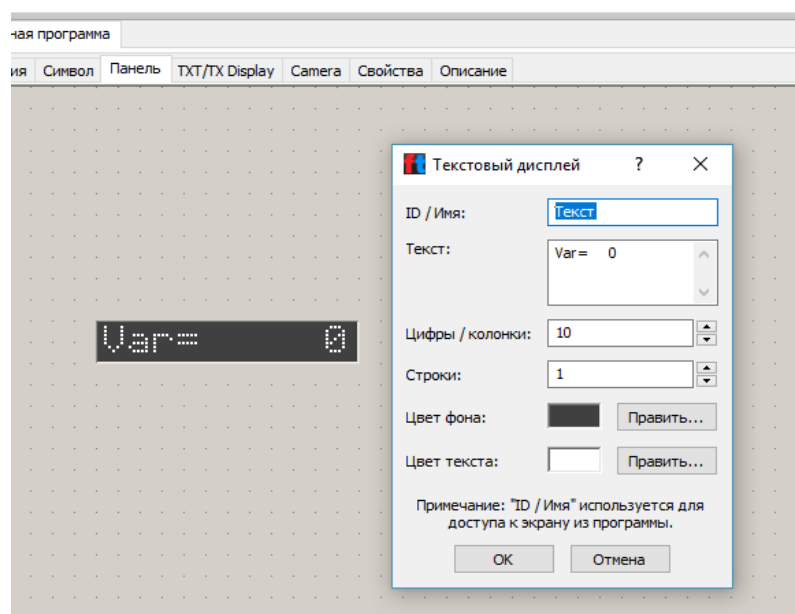 ная программа
ия Символ Панель TXT/TX Display Camera Свойства Описание
ft Текстовый дисплей ? ×
ID / Имя: Текст
Текст: Var= 0
Var= 0
Цифры / колонки: 10
Строки: 1
Цвет фона: Править...
Цвет текста: Править...
Примечание: "ID / Имя" используется для
доступа к экрану из программы.
OK Отмена